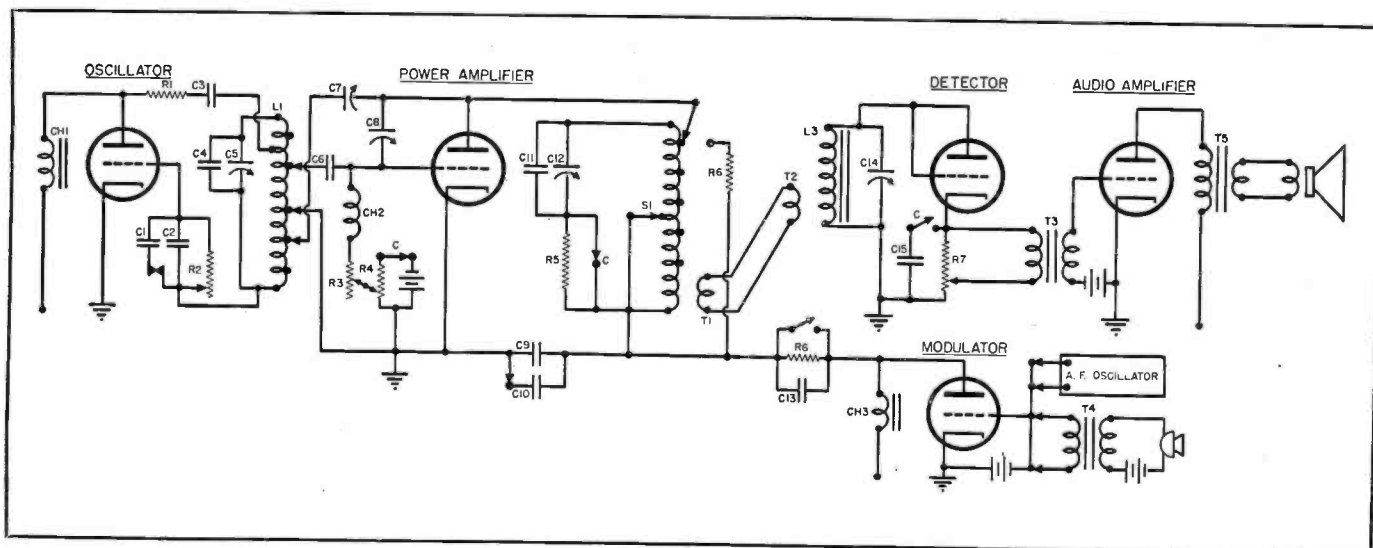 OSCILLATOR
POWER AMPLIFIER
DETECTOR
AUDIO AMPLIFIER
R1
C3
L1
C7
CH1
C8
C4
C5
C6
C11
C12
R6
L3
C14
T5
T2
CH2
S1
C
C15
T3
C1
C2
R2
R3
R4
C
R5
C
R7
T1
C9
C10
R6
C13
MODULATOR
CH3
A. F. OSCILLATOR
T4